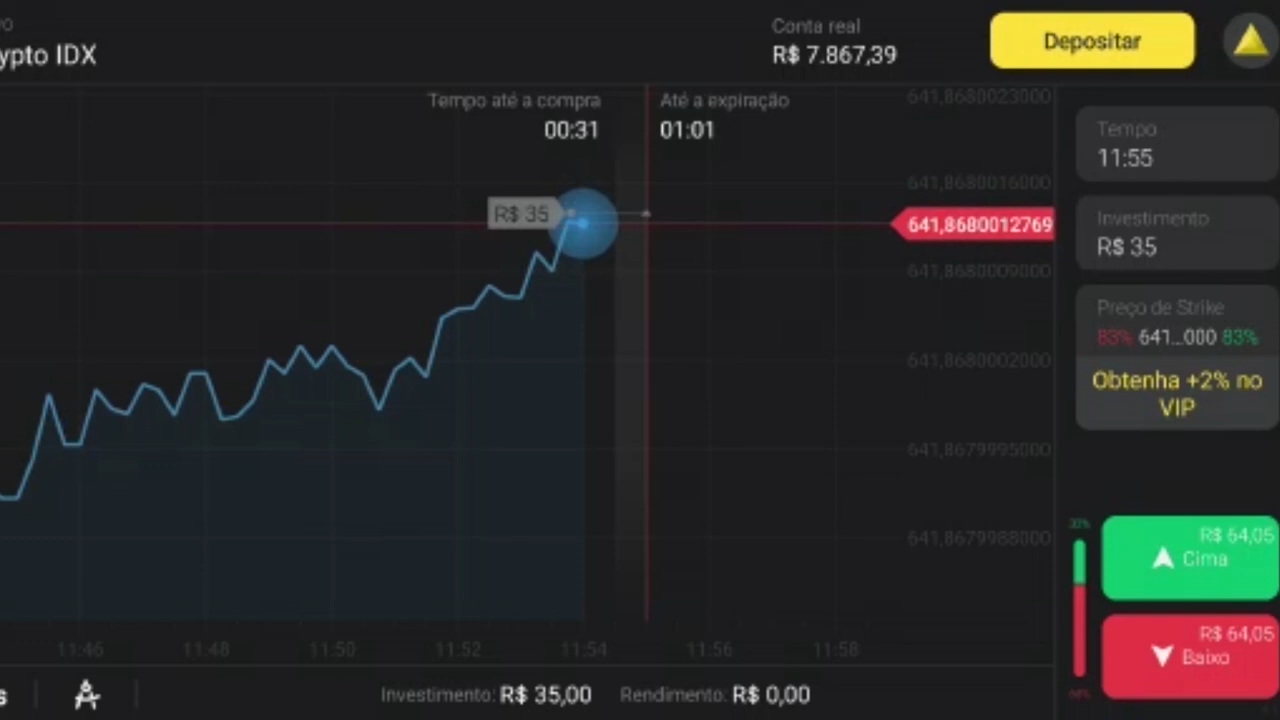 ypto IDX
Conta real
R$ 7.867,39
Depositar
Tempo até a compra
00:31
Até a expiração
01:01
641,8680023000
641,8680016000
641,8680012769
641,8680009000
641,8680002000
641,8679995000
641,8679988000
R$ 35
Tempo
11:55
Investimento
R$ 35
Preço de Strike
83% 641...000 83%
Obtenha +2% no
VIP
R$ 64,05
Cima
R$ 64,05
Baixo
11:46 11:48 11:50 11:52 11:54 11:56 11:58
Investimento: R$ 35,00 Rendimento: R$ 0,00